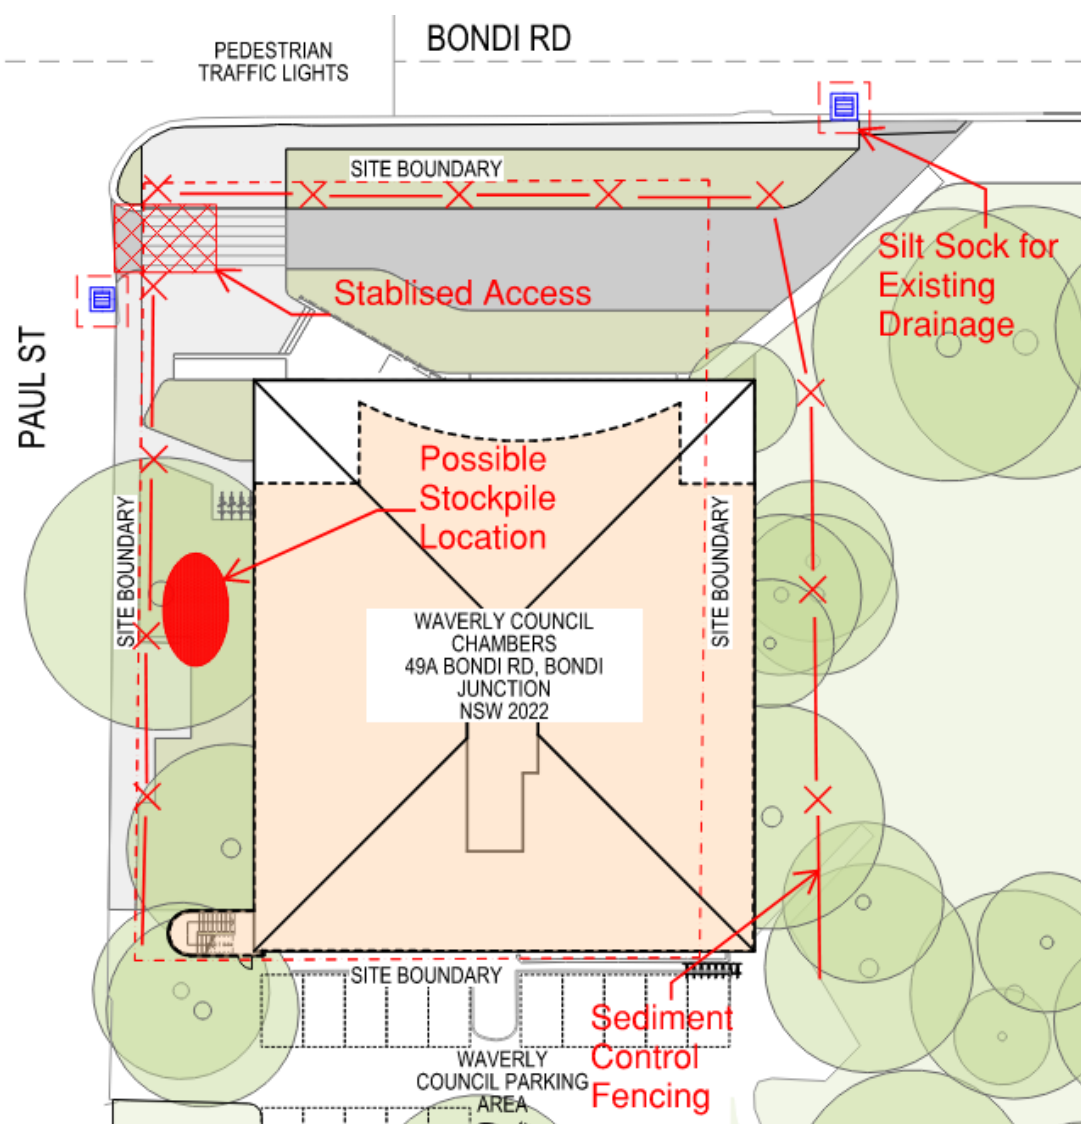 BONDI RD
PEDESTRIAN
TRAFFIC LIGHTS
SITE BOUNDARY
Silt Sock for
Existing
Drainage
Stablised Access
PAUL ST
Possible
Stockpile
Location
SITE BOUNDARY
SITE BOUNDARY
WAVERLY COUNCIL
CHAMBERS
49A BONDI RD, BONDI
JUNCTION
NSW 2022
SITE BOUNDARY
Sediment
Control
Fencing
WAVERLY
COUNCIL PARKING
AREA